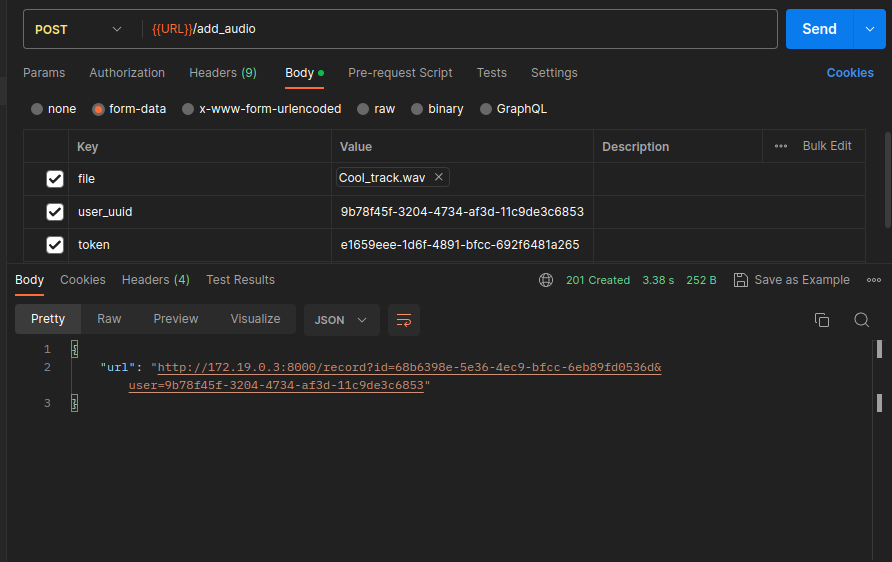 POST {{URL}}/add_audio Send
Params Authorization Headers (9) Body Pre-request Script Tests Settings Cookies
none form-data x-www-form-urlencoded raw binary GraphQL
Key Value Description Bulk Edit
file Cool_track.wav
user_uuid 9b78f45f-3204-4734-af3d-11c9de3c6853
token e1659eee-1d6f-4891-bfcc-692f6481a265
Body Cookies Headers (4) Test Results 201 Created 3.38 s 252 B Save as Example
Pretty Raw Preview Visualize JSON
1 {
2 "url": "http://172.19.0.3:8000/record?id=68b6398e-5e36-4ec9-bfcc-6eb89fd0536d&
user=9b78f45f-3204-4734-af3d-11c9de3c6853"
3 }